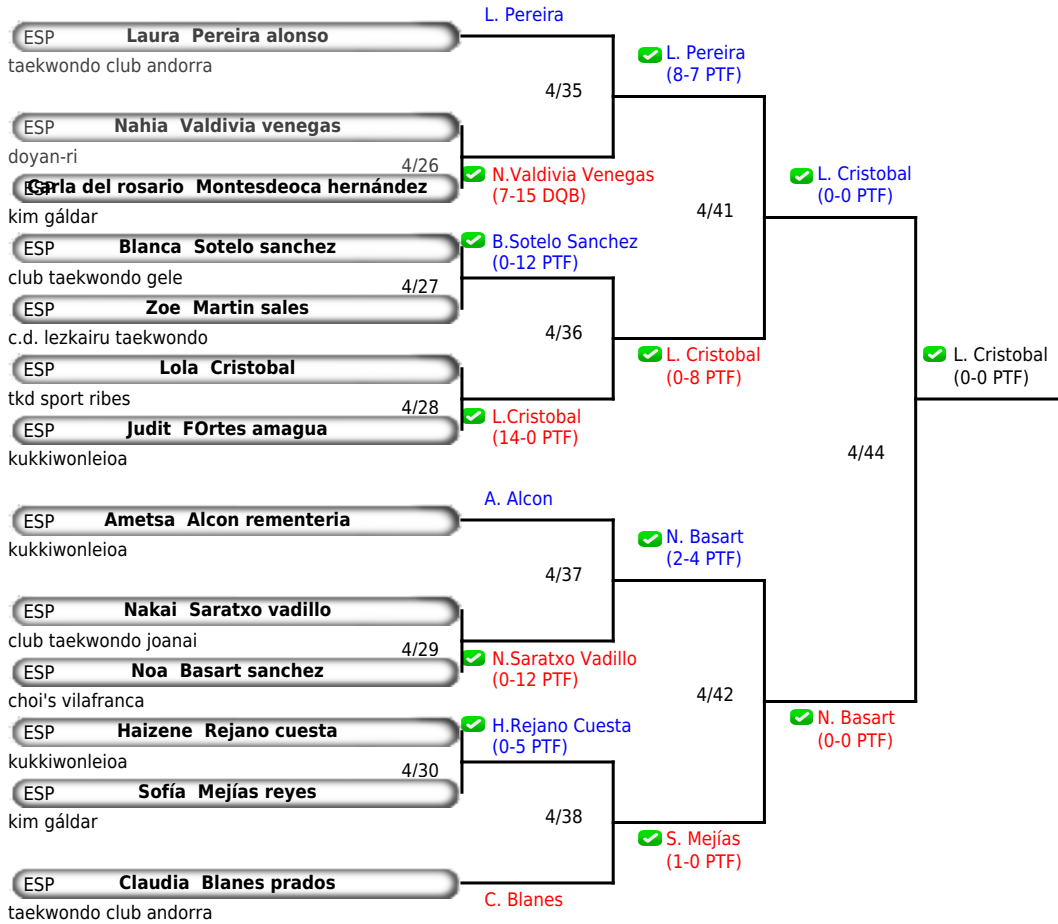 L. Pereira
ESP Laura Pereira alonso
taekwondo club andorra
L. Pereira
(8-7 PTF)
4/35
ESP Nahia Valdivia venegas
doyan-ri
4/26
N.Valdivia Venegas
(7-15 DQB)
ESP Carla del rosario Montesdeoca hernández
kim gáldar
L. Cristobal
(0-0 PTF)
4/41
ESP Blanca Sotelo sanchez
club taekwondo gele
B.Sotelo Sanchez
(0-12 PTF)
4/27
ESP Zoe Martin sales
c.d. lezkairu taekwondo
4/36
L. Cristobal
(0-8 PTF)
L. Cristobal
(0-0 PTF)
ESP Lola Cristobal
tkd sport ribes
4/28
L.Cristobal
(14-0 PTF)
ESP Judit FOrtes amagua
kukkiwonleioa
4/44
A. Alcon
ESP Ametsa Alcon rementeria
kukkiwonleioa
N. Basart
(2-4 PTF)
4/37
ESP Nakai Saratxo vadillo
club taekwondo joanai
4/29
N.Saratxo Vadillo
(0-12 PTF)
ESP Noa Basart sanchez
choi's vilafranca
4/42
N. Basart
(0-0 PTF)
ESP Haizene Rejano cuesta
kukkiwonleioa
H.Rejano Cuesta
(0-5 PTF)
4/30
ESP Sofía Mejías reyes
kim gáldar
4/38
S. Mejías
(1-0 PTF)
ESP Claudia Blanes prados
taekwondo club andorra
C. Blanes